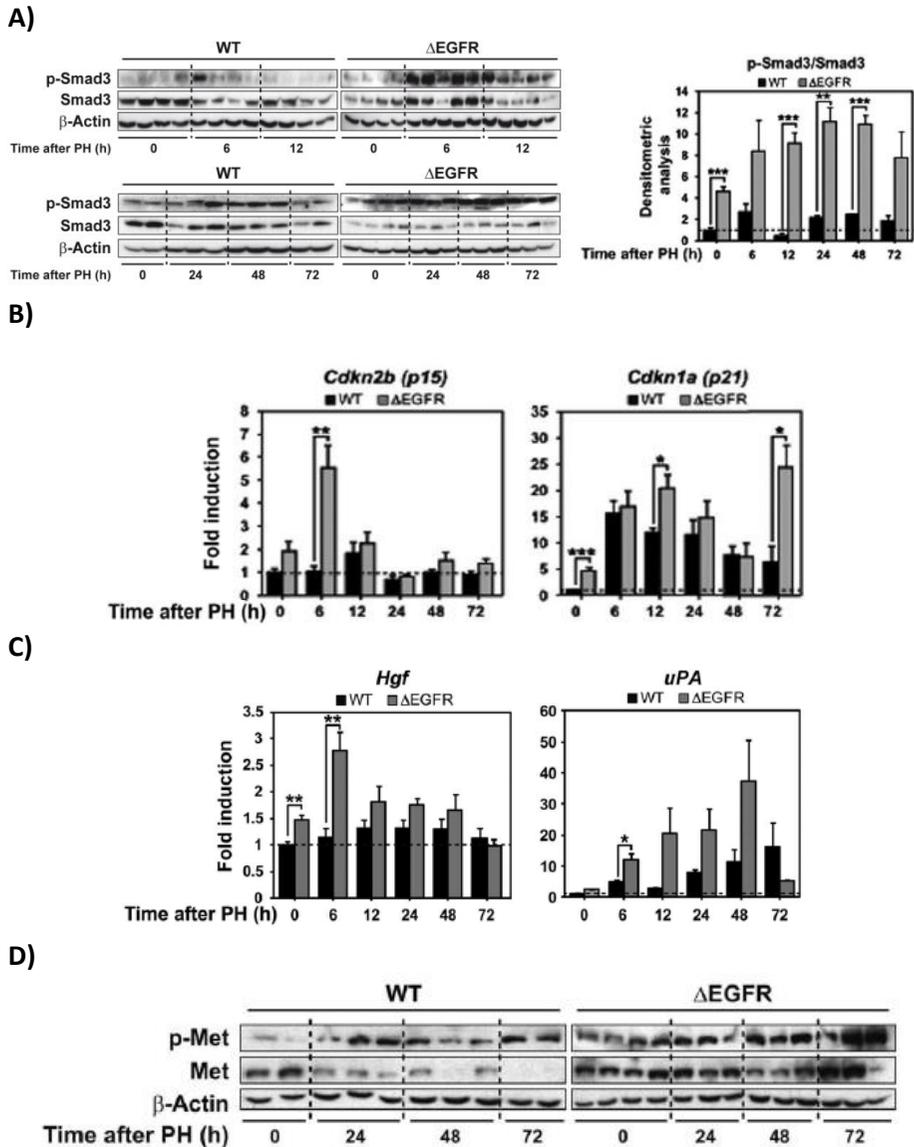 A)
WT ΔEGFR
p-Smad3
Smad3
β-Actin
Time after PH (h) 0 6 12 0 6 12
WT ΔEGFR
p-Smad3
Smad3
β-Actin
Time after PH (h) 0 24 48 72 0 24 48 72
p-Smad3/Smad3
WT ΔEGFR
Densitometric
analysis
14
12
10
8
6
4
2
0
*** *** ** ***
Time after PH (h) 0 6 12 24 48 72
B)
Cdkn2b (p15)
WT ΔEGFR
Fold induction
8
7
6
5
4
3
2
1
0
**
Time after PH (h) 0 6 12 24 48 72
Cdkn1a (p21)
WT ΔEGFR
35
30
25
20
15
10
5
0
*** * *
0 6 12 24 48 72
C)
Hgf
WT ΔEGFR
Fold induction
3.5
3
2.5
2
1.5
1
0.5
0
** **
Time after PH (h) 0 6 12 24 48 72
uPA
WT ΔEGFR
60
50
40
30
20
10
0
*
0 6 12 24 48 72
D)
WT ΔEGFR
p-Met
Met
β-Actin
Time after PH (h) 0 24 48 72 0 24 48 72